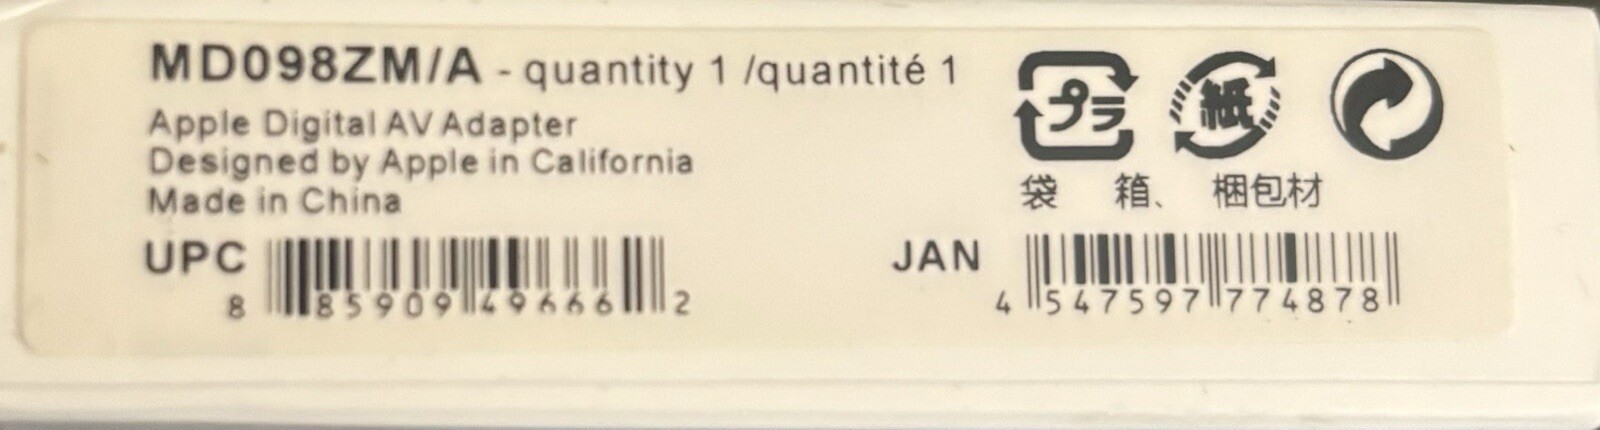 MD098ZM/A - quantity 1 /quantité 1
Apple Digital AV Adapter
Designed by Apple in California
Made in China
プラ 紙
袋 箱、 梱包材
UPC
8 85909 49666 2
JAN
4 547597 774878